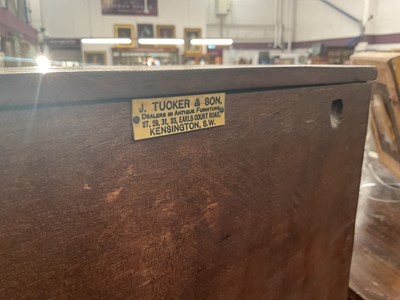 J. TUCKER & SON.
DEALERS IN ANTIQUE FURNITURE
27, 29, 31, 33, EARLS COURT ROAD,
KENSINGTON, S.W.